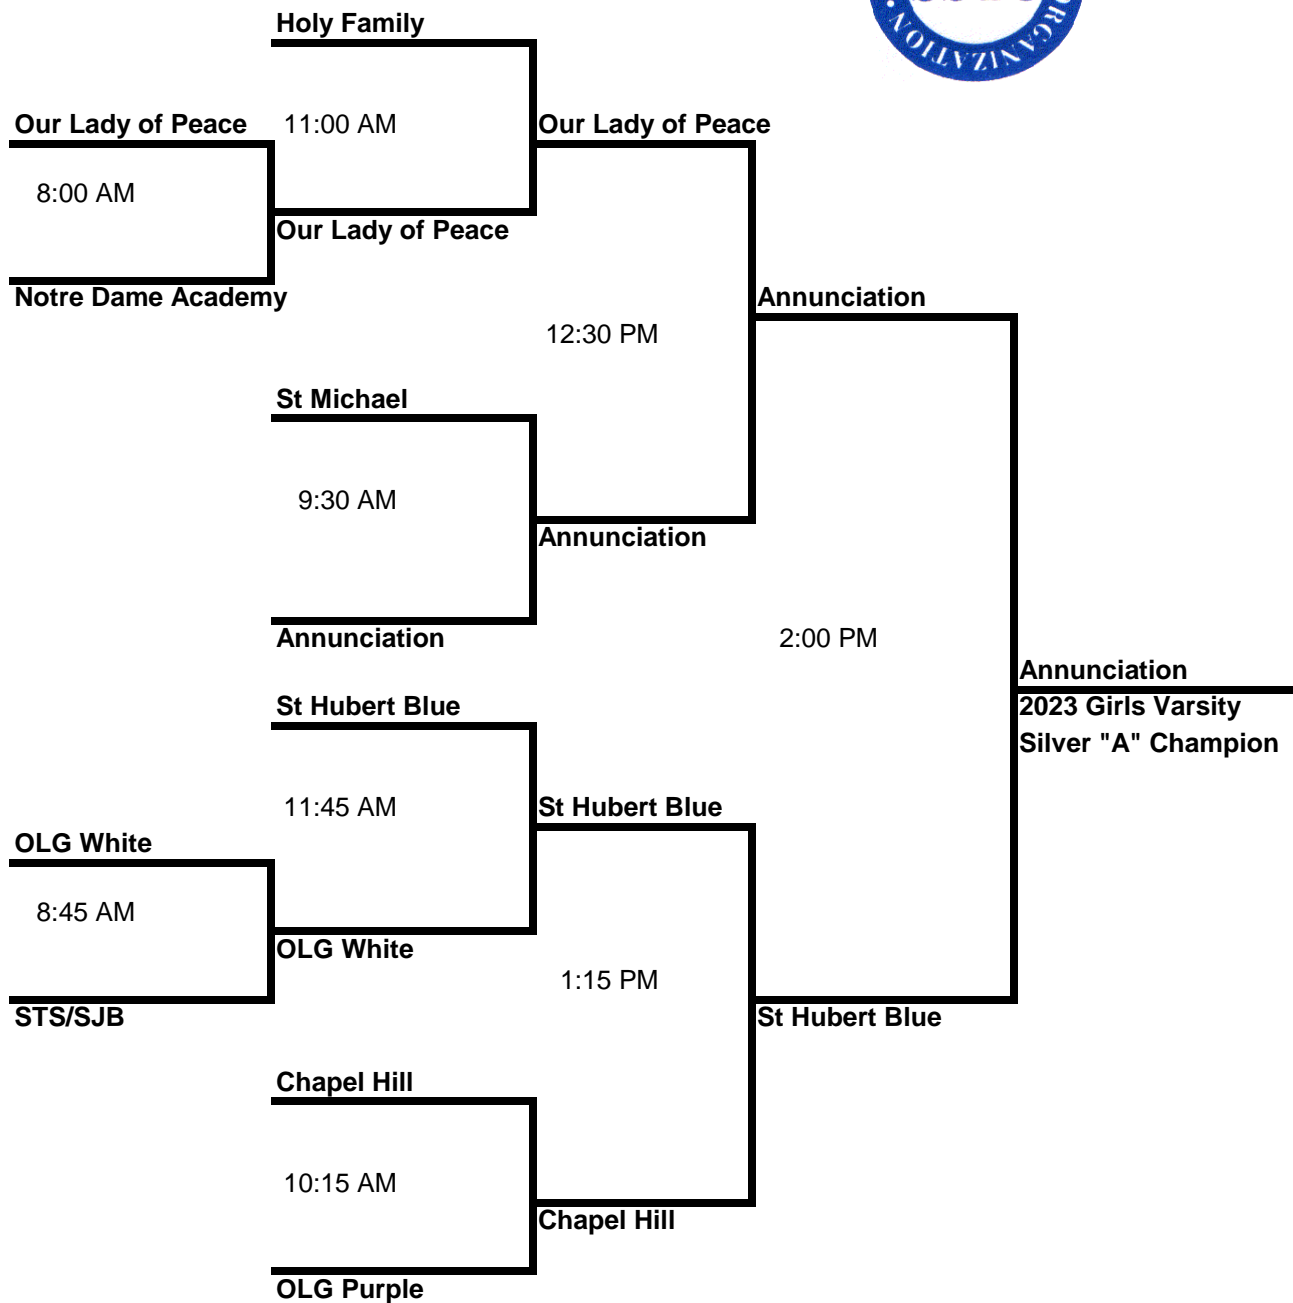 Holy Family
ORGANIZATION
Our Lady of Peace
11:00 AM
Our Lady of Peace
8:00 AM
Our Lady of Peace
Notre Dame Academy
Annunciation
12:30 PM
St Michael
9:30 AM
Annunciation
Annunciation
2:00 PM
Annunciation
St Hubert Blue
2023 Girls Varsity
Silver "A" Champion
11:45 AM
St Hubert Blue
OLG White
8:45 AM
OLG White
1:15 PM
STS/SJB
St Hubert Blue
Chapel Hill
10:15 AM
Chapel Hill
OLG Purple